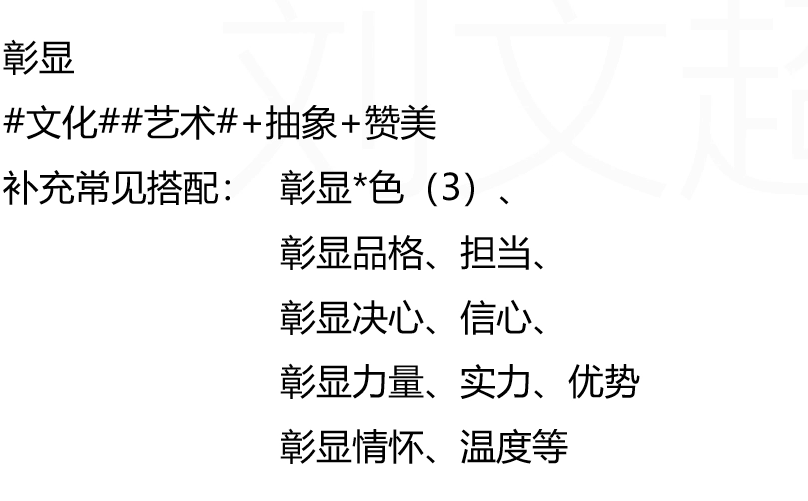 刘文超
彰显
#文化##艺术#+抽象+赞美
补充常见搭配： 彰显*色（3）、
彰显品格、担当、
彰显决心、信心、
彰显力量、实力、优势
彰显情怀、温度等